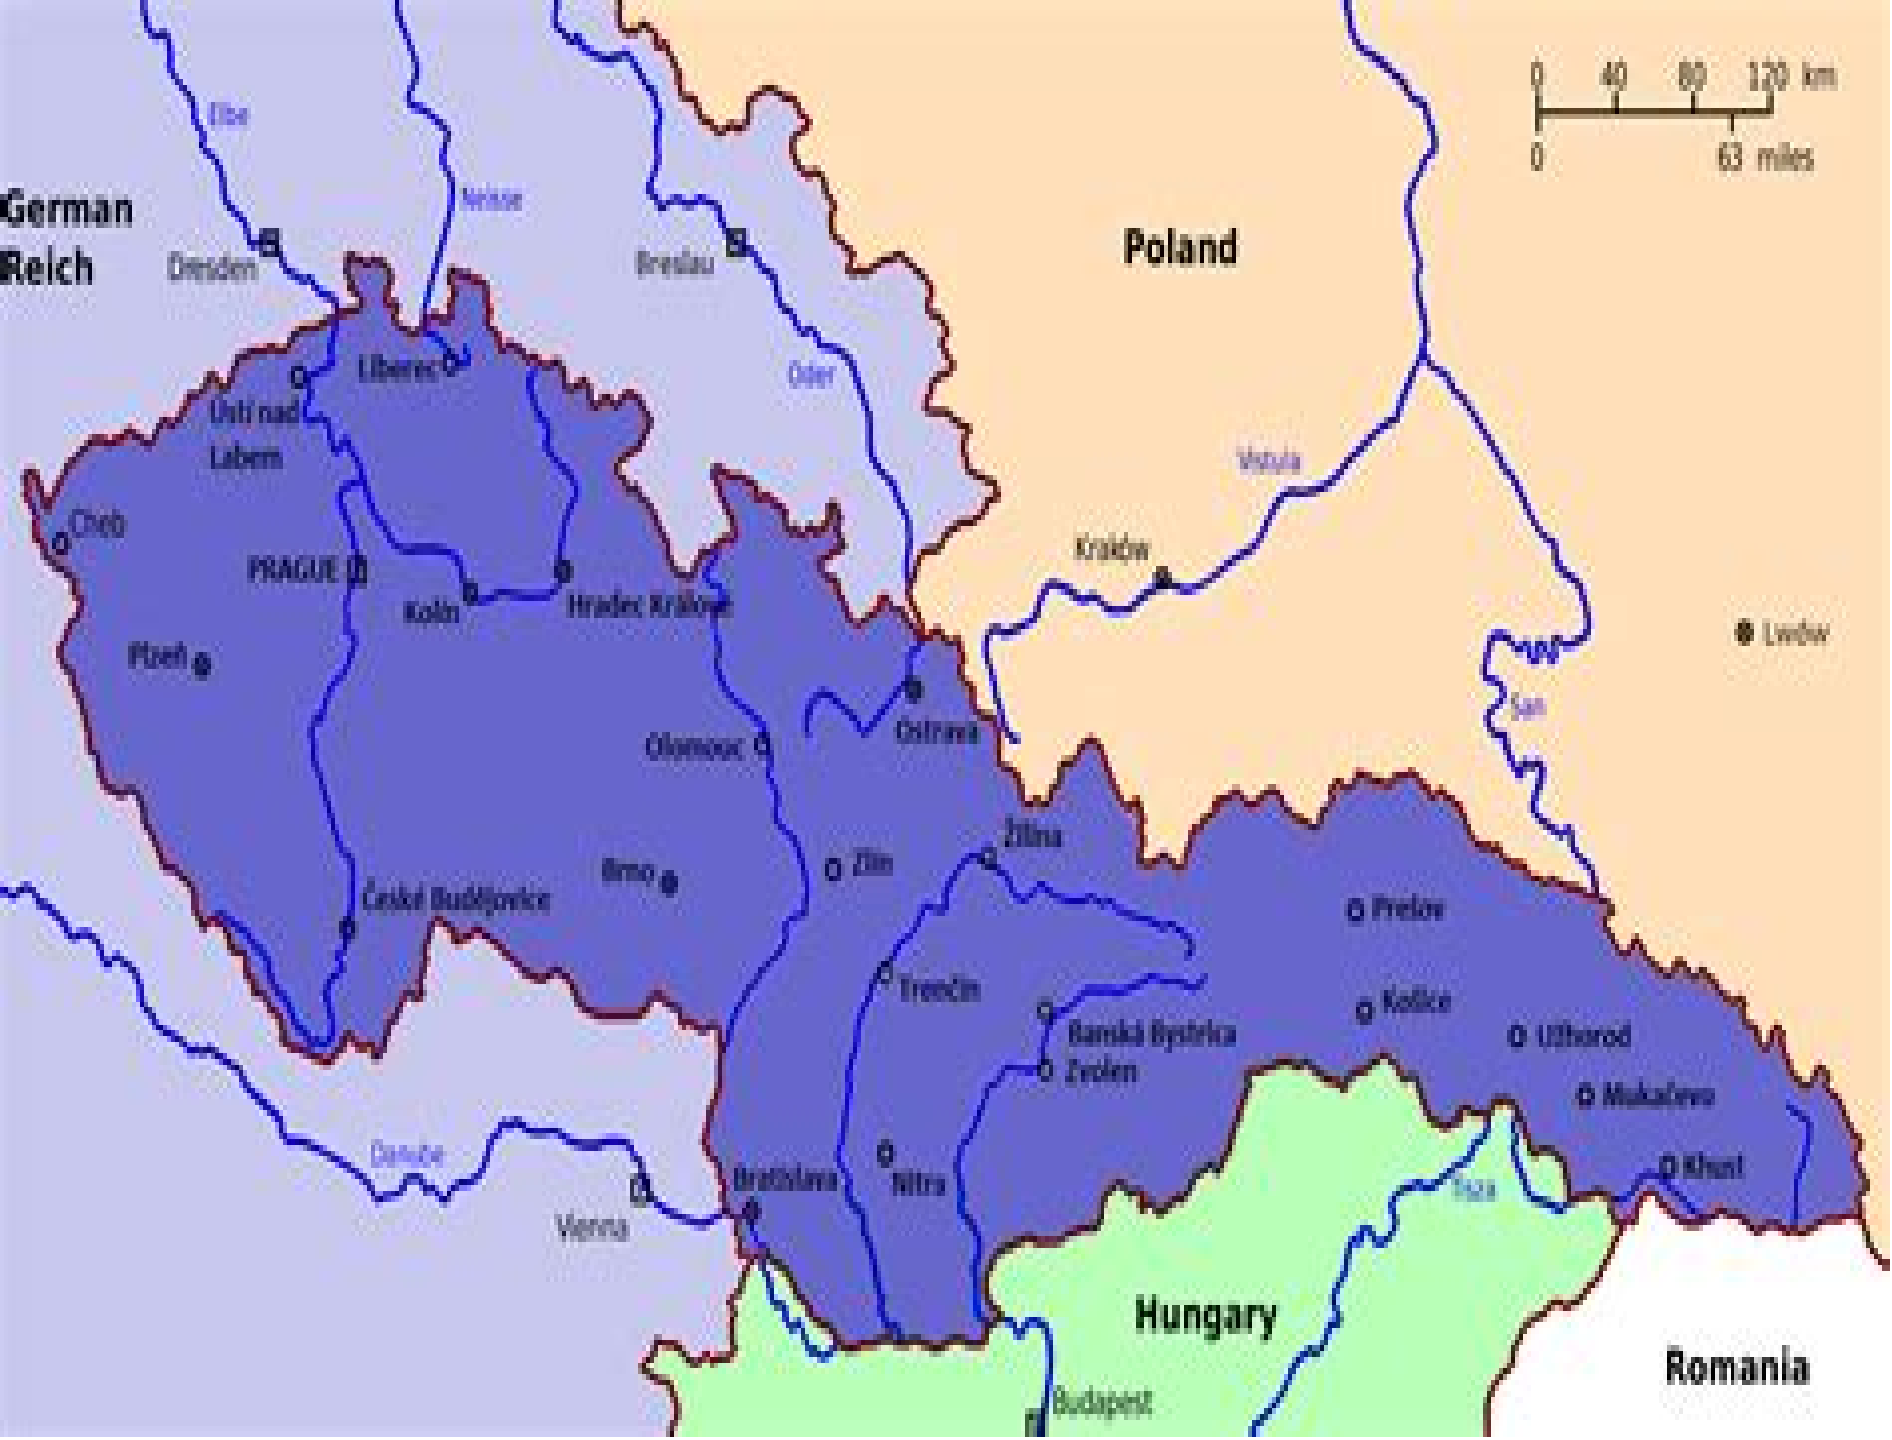 0 40 80 120 km
0 63 miles
Elbe
Neisse
German
Reich
Dresden
Breslau
Poland
Oder
Liberec
Ústí nad
Labem
Vistula
Cheb
PRAGUE
Kolín
Hradec Králové
Kraków
Plzeň
Lwów
San
Olomouc
Ostrava
Žilina
Zlín
Brno
České Budějovice
Prešov
Trenčín
Košice
Banská Bystrica
Užhorod
Zvolen
Mukačevo
Danube
Bratislava
Nitra
Khust
Tisza
Vienna
Hungary
Romania
Budapest